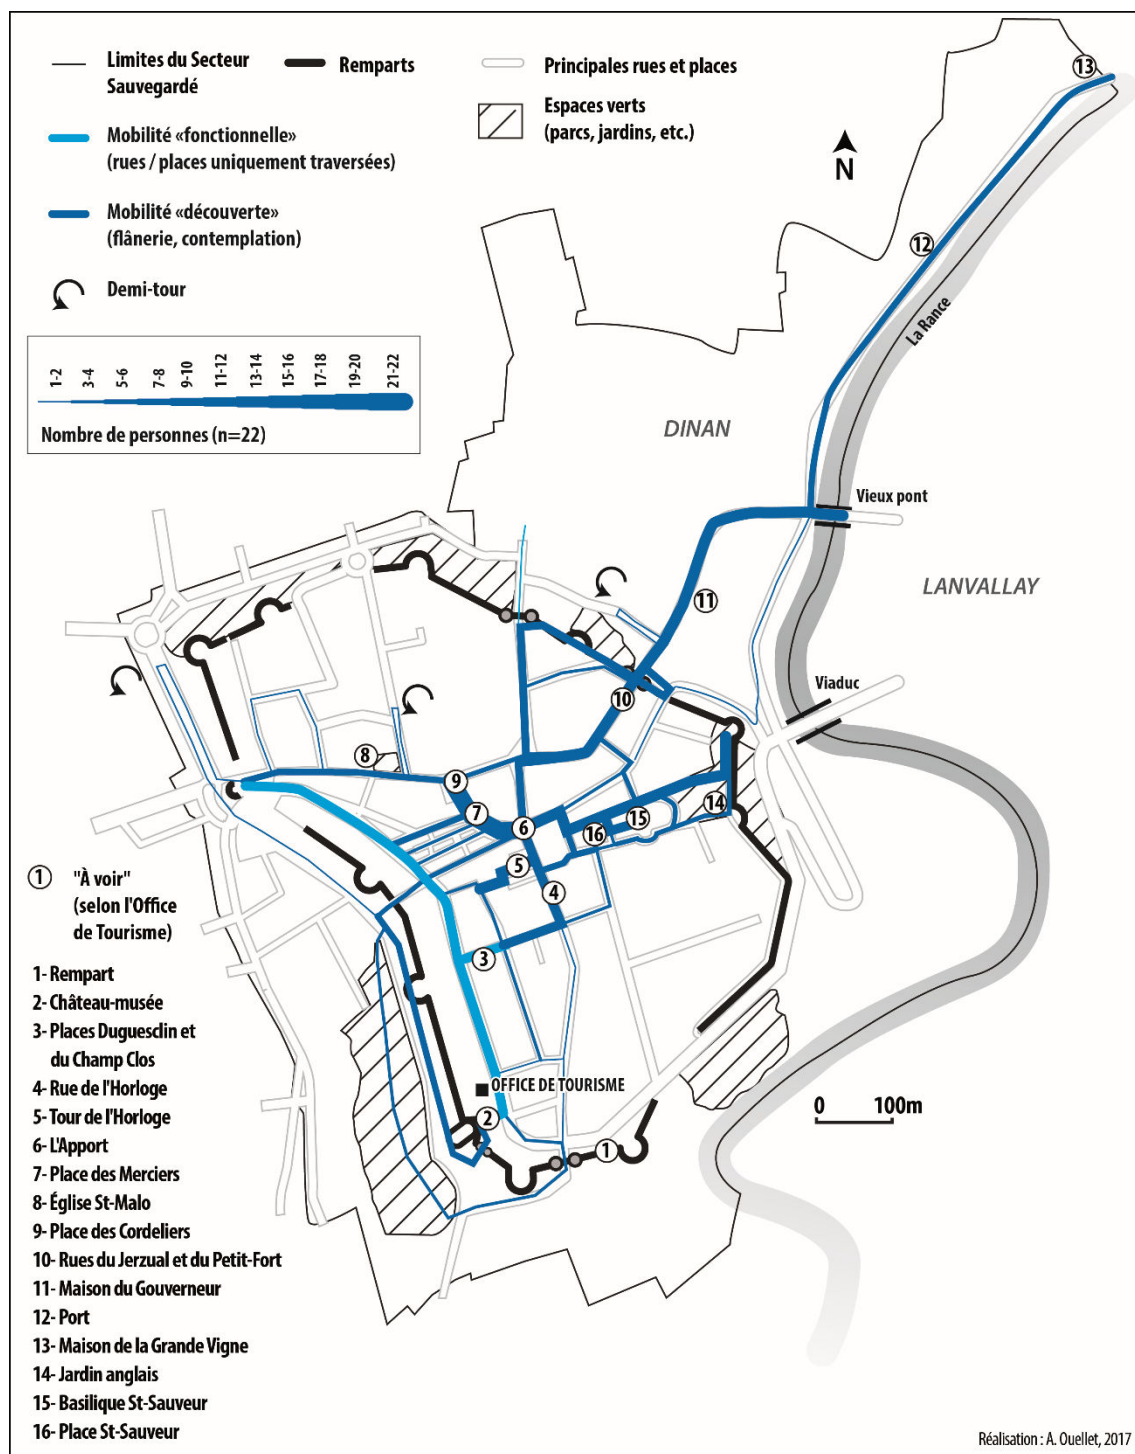 Limites du Secteur
Sauvegardé
Remparts
Principales rues et places
Espaces verts
(parcs, jardins, etc.)
Mobilité «fonctionnelle»
(rues / places uniquement traversées)
Mobilité «découverte»
(flânerie, contemplation)
Demi-tour
1-2
3-4
5-6
7-8
9-10
11-12
13-14
15-16
17-18
19-20
21-22
Nombre de personnes (n=22)
N
13
12
La Rance
DINAN
Vieux pont
LANVALLAY
11
Viaduc
10
8
9
7
6
5
4
3
16
15
14
OFFICE DE TOURISME
2
1
0 100m
1 "À voir"
(selon l'Office
de Tourisme)
1- Rempart
2- Château-musée
3- Places Duguesclin et
du Champ Clos
4- Rue de l'Horloge
5- Tour de l'Horloge
6- L'Apport
7- Place des Merciers
8- Église St-Malo
9- Place des Cordeliers
10- Rues du Jerzual et du Petit-Fort
11- Maison du Gouverneur
12- Port
13- Maison de la Grande Vigne
14- Jardin anglais
15- Basilique St-Sauveur
16- Place St-Sauveur
Réalisation : A. Ouellet, 2017